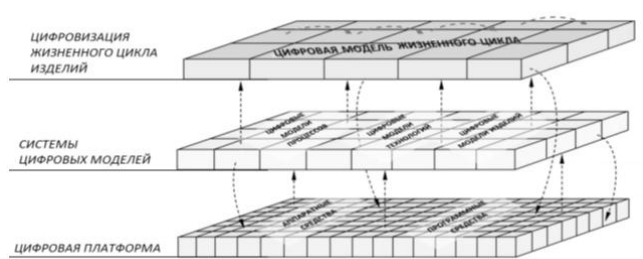 ЦИФРОВИЗАЦИЯ
ЖИЗНЕННОГО ЦИКЛА
ИЗДЕЛИЙ
ЦИФРОВАЯ МОДЕЛЬ ЖИЗНЕННОГО ЦИКЛА
СИСТЕМЫ
ЦИФРОВЫХ МОДЕЛЕЙ
ЦИФРОВЫЕ
МОДЕЛИ
ПРОЦЕССОВ
ЦИФРОВЫЕ
МОДЕЛИ
ТЕХНОЛОГИЙ
ЦИФРОВЫЕ
МОДЕЛИ ИЗДЕЛИЙ
ЦИФРОВАЯ ПЛАТФОРМА
АППАРАТНЫЕ
СРЕДСТВА
ПРОГРАММНЫЕ
СРЕДСТВА